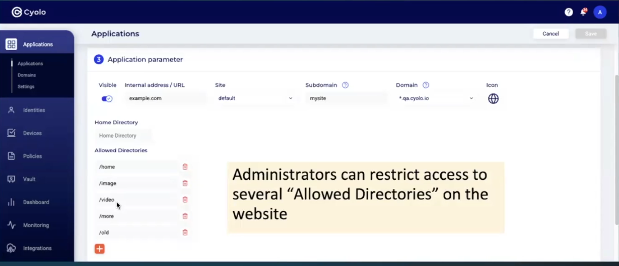 Cyolo
A
Applications
Applications
Cancel
Save
Applications
Domains
Settings
Identities
Devices
Policies
Vault
Dashboard
Monitoring
Integrations
3 Application parameter
Visible Internal address / URL Site Subdomain ? Domain ? Icon
example.com default mysite *.qa.cyolo.io
Home Directory
Home Directory
Allowed Directories
/home
/image
/video
/more
/old
Administrators can restrict access to
several “Allowed Directories” on the
website